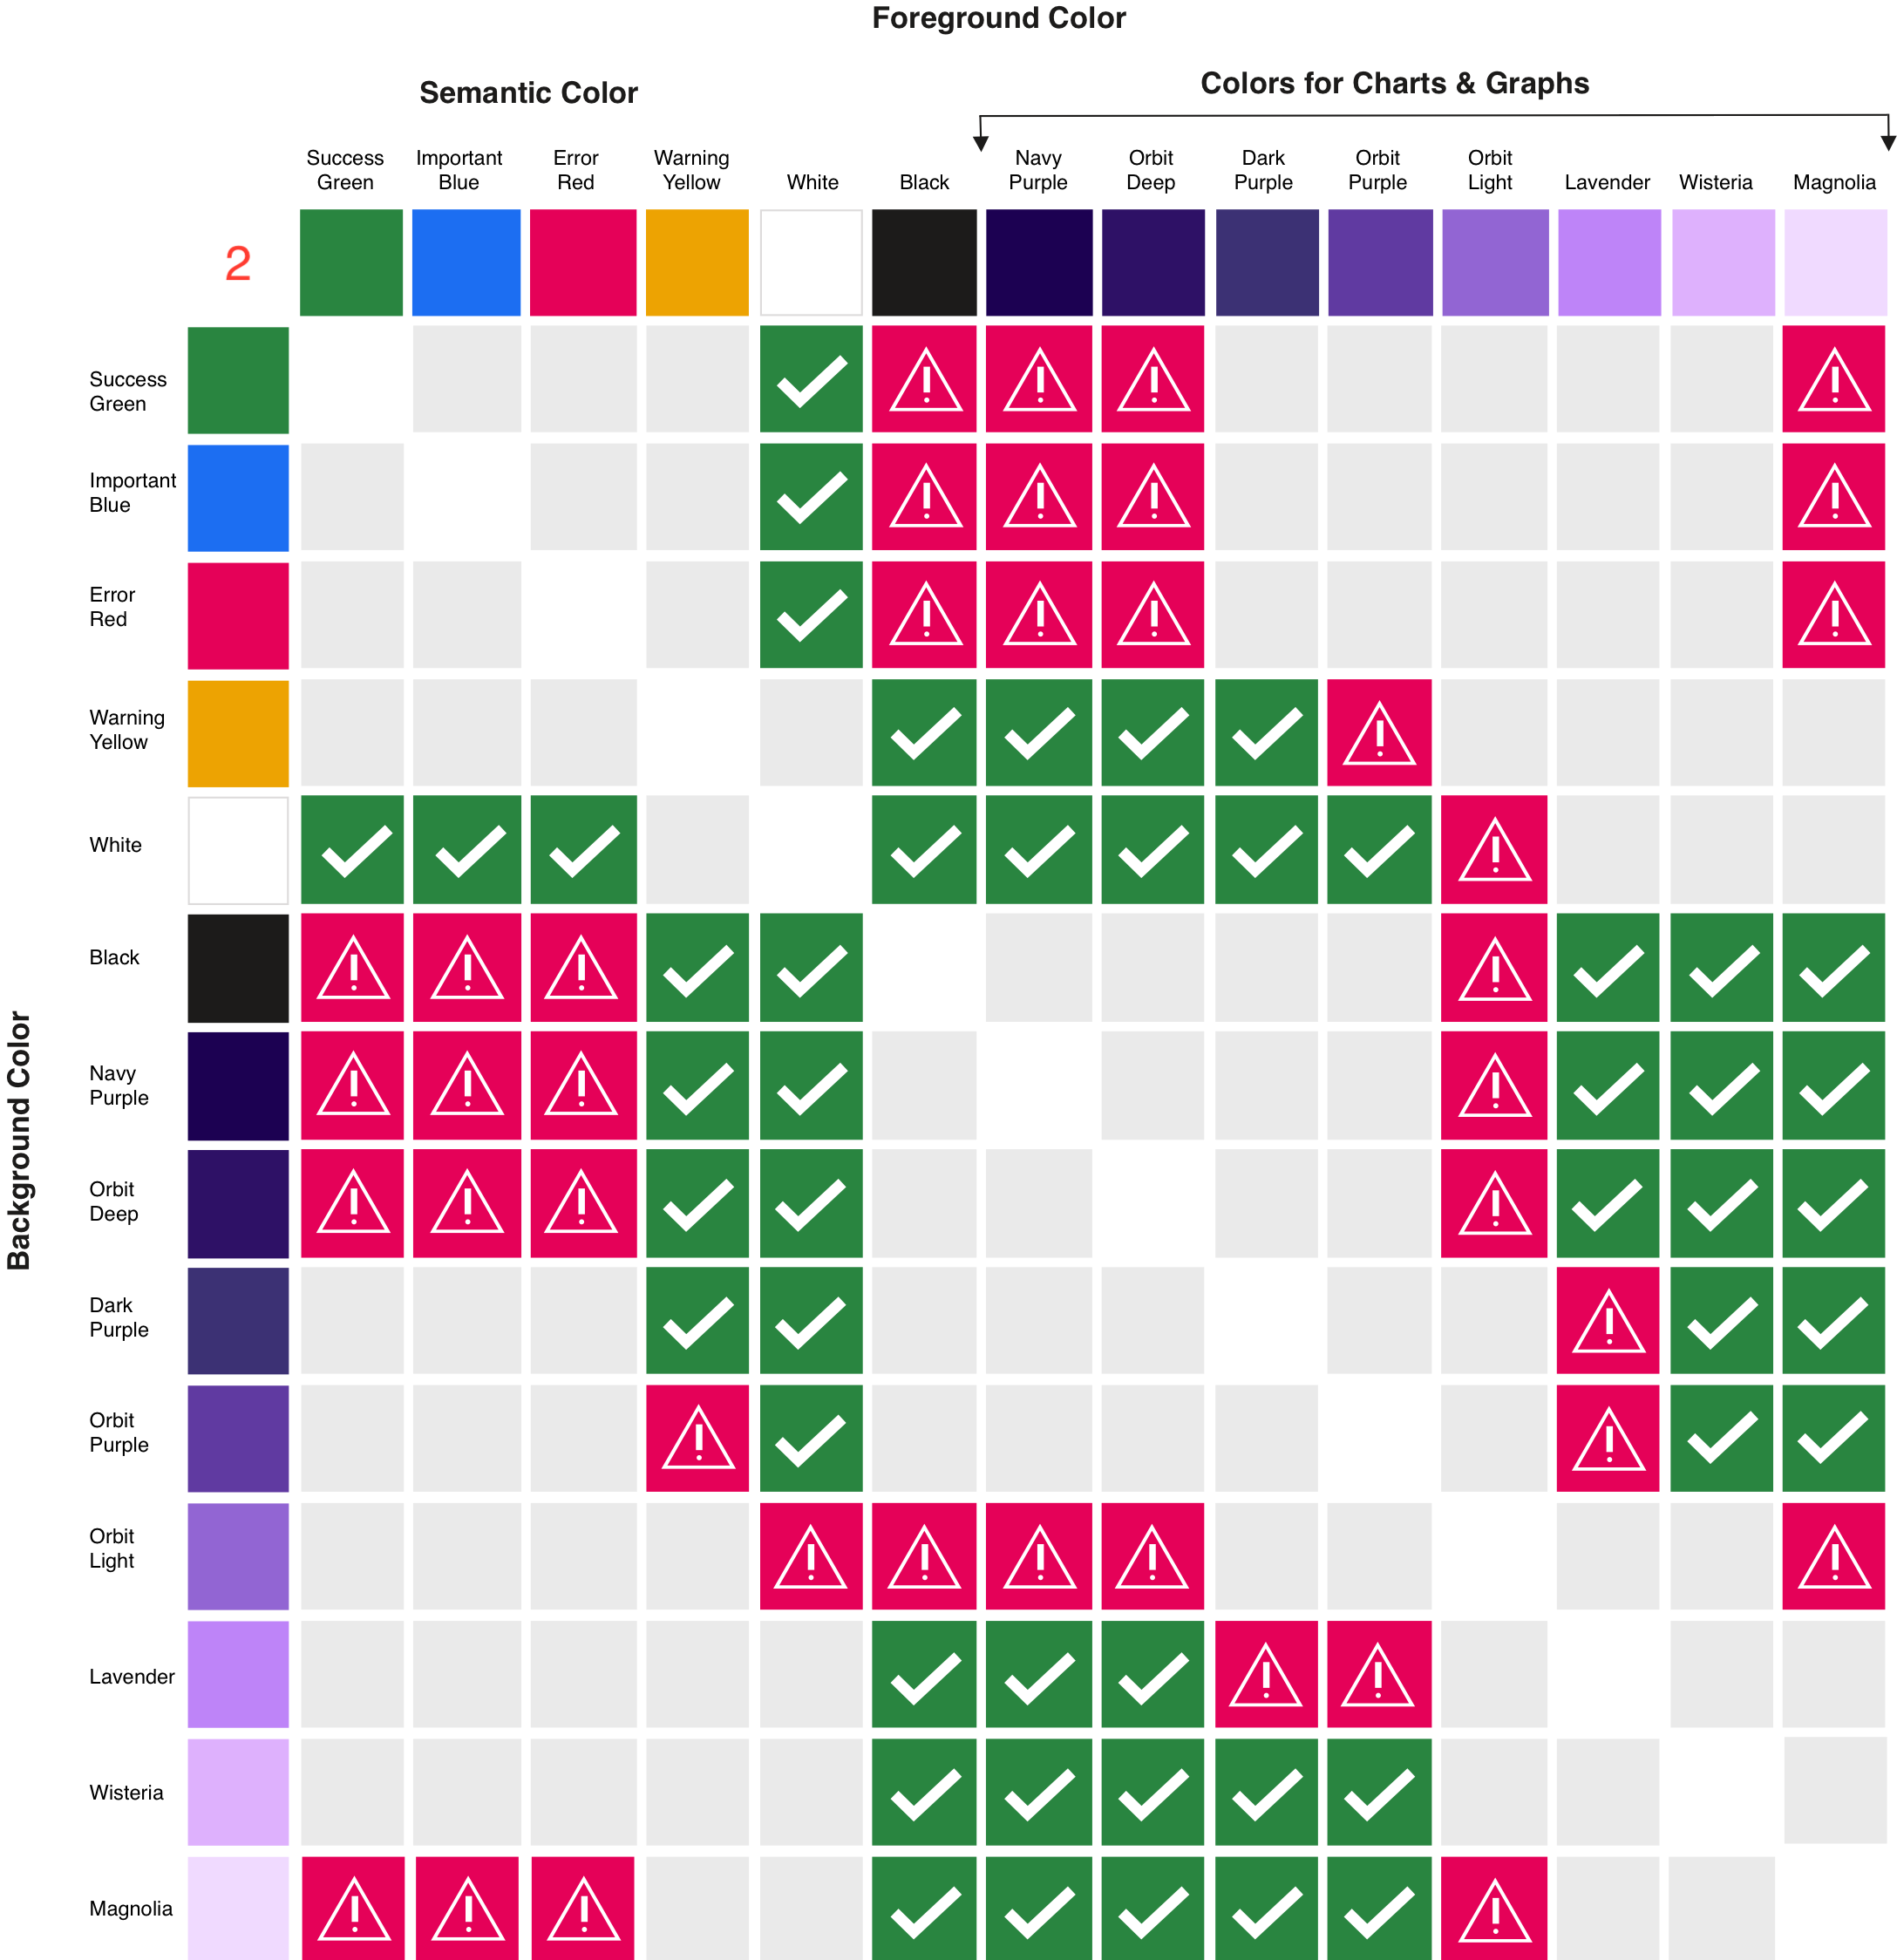 Foreground Color
Semantic Color
Colors for Charts & Graphs
Success
Green
Important
Blue
Error
Red
Warning
Yellow
White
Black
Navy
Purple
Orbit
Deep
Dark
Purple
Orbit
Purple
Orbit
Light
Lavender
Wisteria
Magnolia
2
Background Color
Success
Green
Important
Blue
Error
Red
Warning
Yellow
White
Black
Navy
Purple
Orbit
Deep
Dark
Purple
Orbit
Purple
Orbit
Light
Lavender
Wisteria
Magnolia